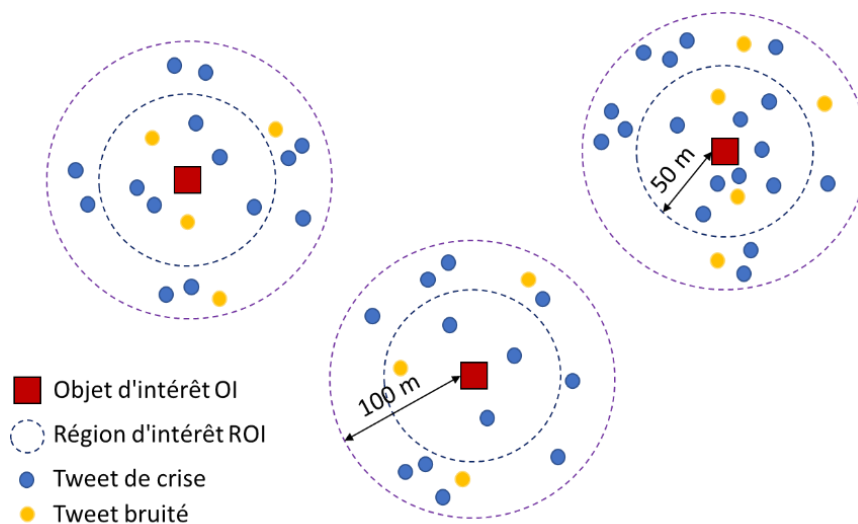 50 m
100 m
Objet d'intérêt OI
Région d'intérêt ROI
Tweet de crise
Tweet bruité